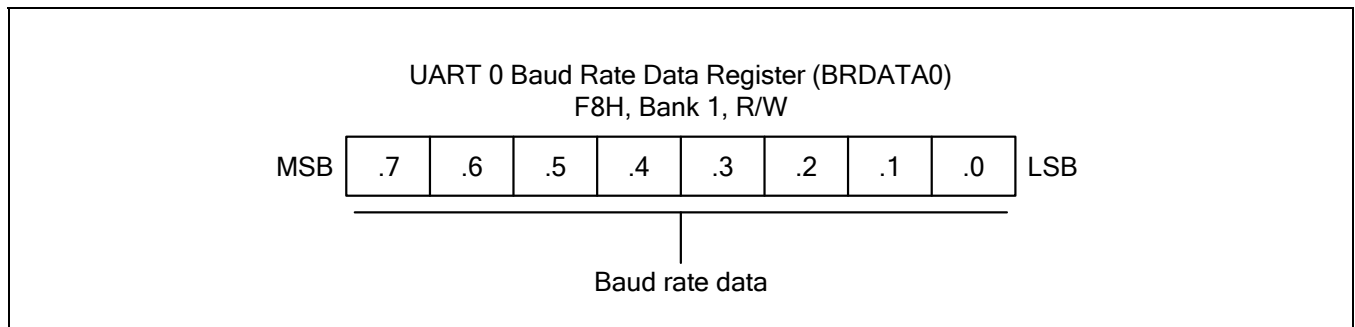 UART 0 Baud Rate Data Register (BRDATA0)
F8H, Bank 1, R/W
MSB .7 .6 .5 .4 .3 .2 .1 .0 LSB
Baud rate data